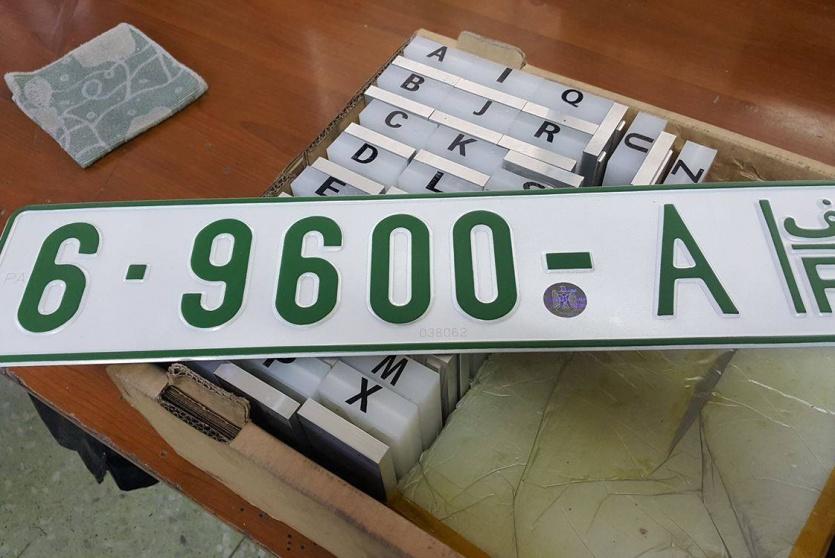 A I Q
B J R U
C K N
D L
E
6·9600-A ف
P
038062
M
X